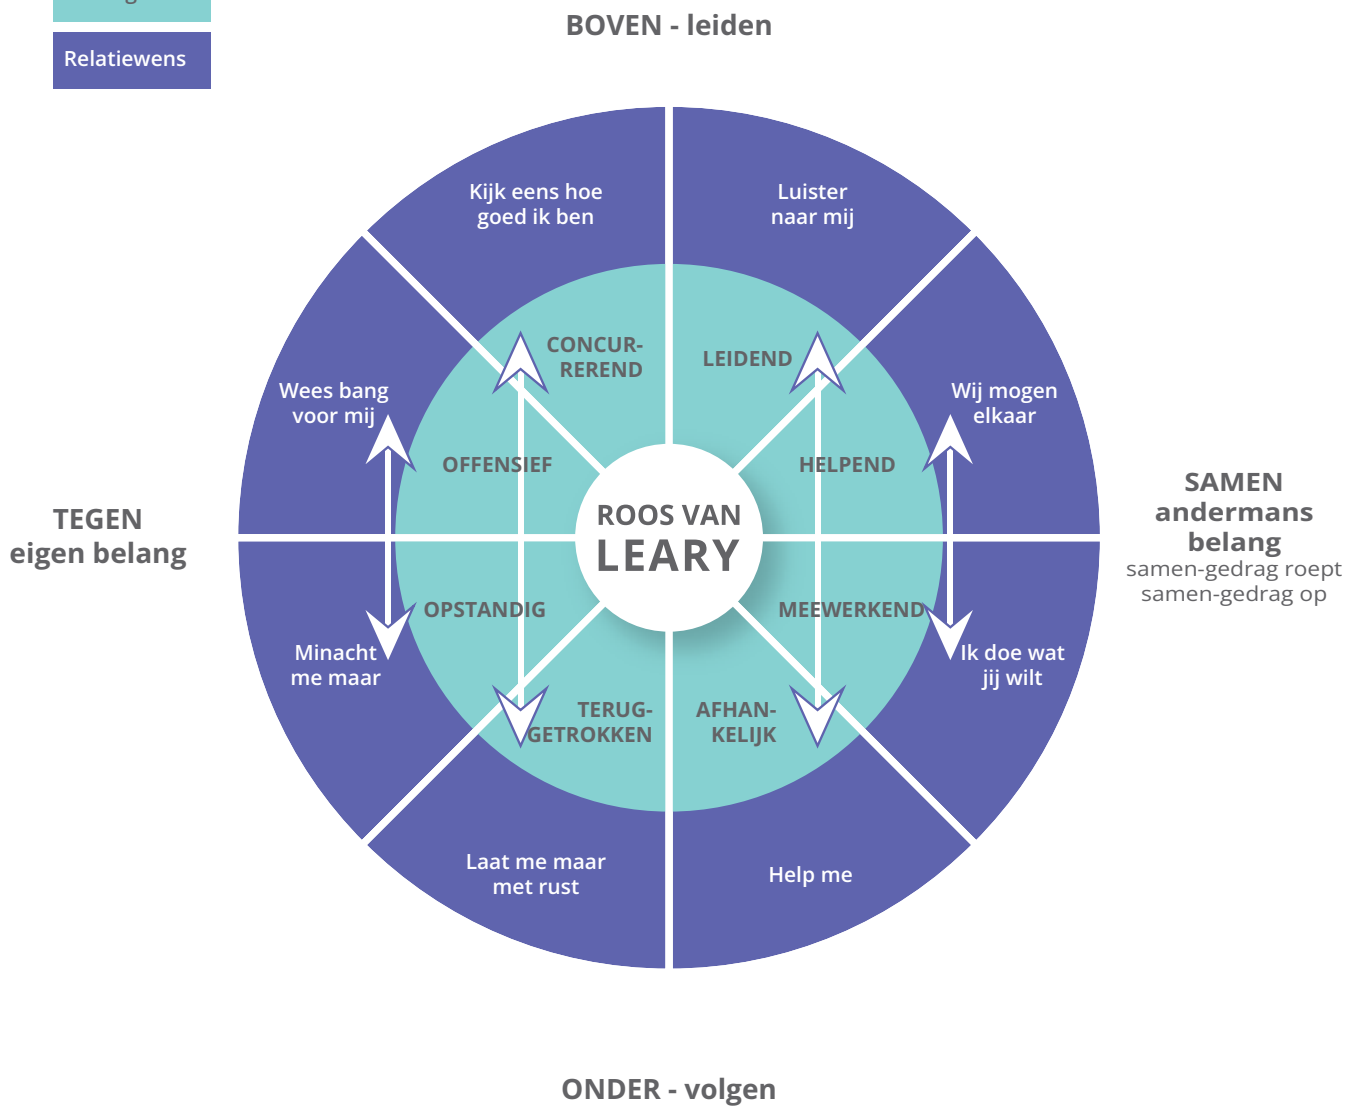 Relatiewens
BOVEN - leiden
Kijk eens hoe
goed ik ben
Luister
naar mij
Wees bang
voor mij
Wij mogen
elkaar
CONCUR-
REREND
LEIDEND
OFFENSIEF
HELPEND
TEGEN
eigen belang
ROOS VAN
LEARY
SAMEN
andermans
belang
samen-gedrag roept
samen-gedrag op
OPSTANDIG
MEEWERKEND
Minacht
me maar
Ik doe wat
jij wilt
TERUG-
GETROKKEN
AFHAN-
KELIJK
Laat me maar
met rust
Help me
ONDER - volgen